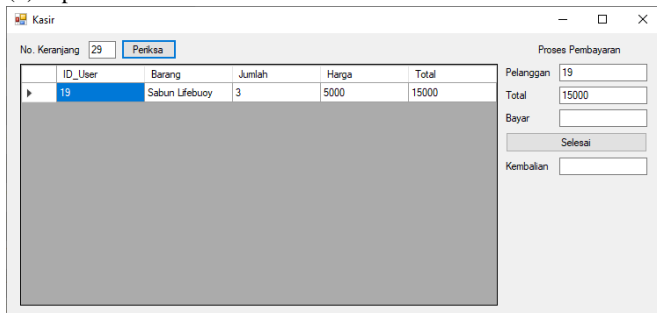 Kasir
No. Keranjang 29 Periksa
Proses Pembayaran
ID_User Barang Jumlah Harga Total
19 Sabun Lifebuoy 3 5000 15000
Pelanggan 19
Total 15000
Bayar
Selesai
Kembalian